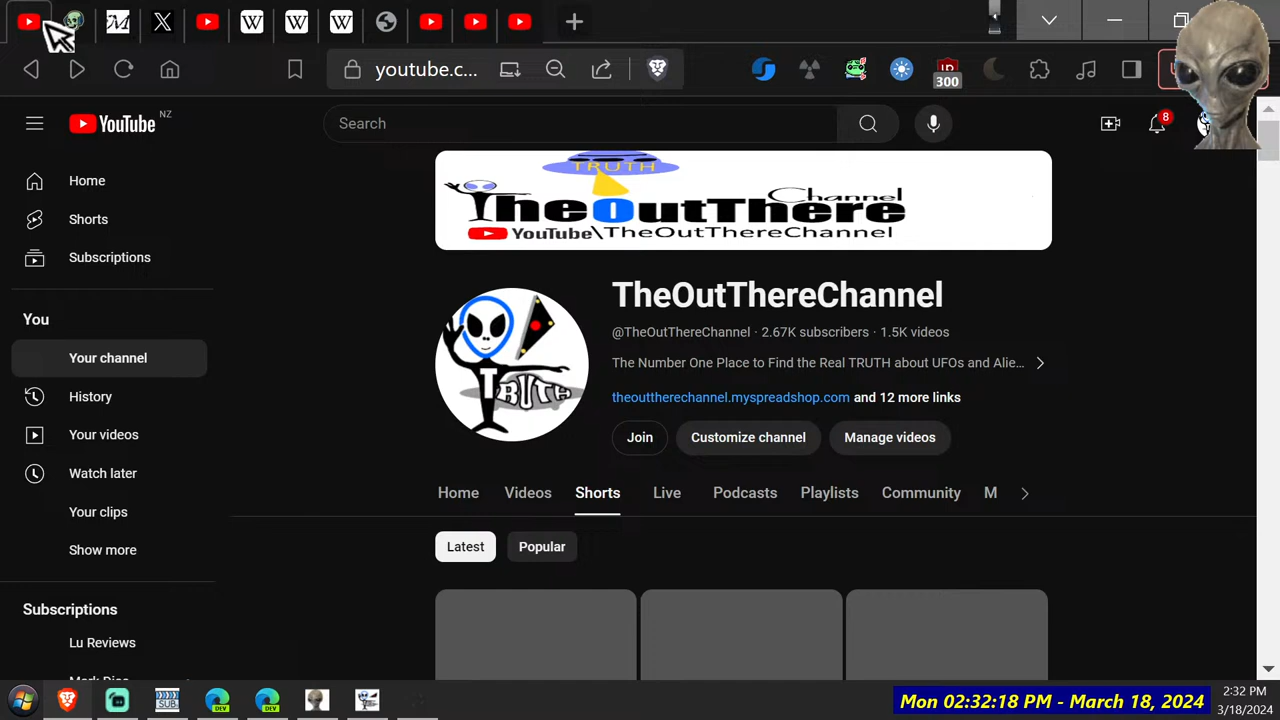 youtube.c...
300
YouTube NZ
Search
8
Home
Shorts
Subscriptions
You
Your channel
History
Your videos
Watch later
Your clips
Show more
Subscriptions
Lu Reviews
TRUTH
Channel
TheOutThere
YouTube\TheOutThereChannel
TRUTH
TheOutThereChannel
@TheOutThereChannel · 2.67K subscribers · 1.5K videos
The Number One Place to Find the Real TRUTH about UFOs and Alie...
theouttherechannel.myspreadshop.com and 12 more links
Join Customize channel Manage videos
Home Videos Shorts Live Podcasts Playlists Community M
Latest Popular
SUB
DEV DEV
Mon 02:32:18 PM - March 18, 2024
2:32 PM
3/18/2024